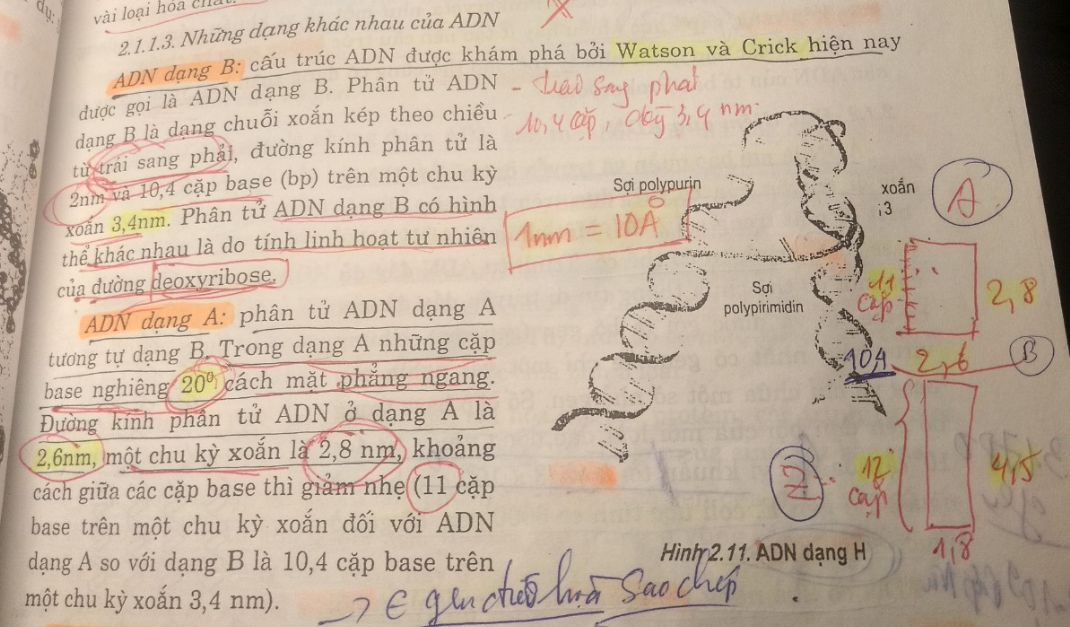 vài loại hóa chất.
2.1.1.3. Những dạng khác nhau của ADN
ADN dạng B: cấu trúc ADN được khám phá bởi Watson và Crick hiện nay
được gọi là ADN dạng B. Phân tử ADN
dạng B là dạng chuỗi xoắn kép theo chiều
từ trái sang phải, đường kính phân tử là
2nm và 10,4 cặp base (bp) trên một chu kỳ
xoắn 3,4nm. Phân tử ADN dạng B có hình
thể khác nhau là do tính linh hoạt tự nhiên
của đường deoxyribose.
ADN dạng A: phân tử ADN dạng A
tương tự dạng B. Trong dạng A những cặp
base nghiêng 20⁰ cách mặt phẳng ngang.
Đường kính phân tử ADN ở dạng A là
2,6nm, một chu kỳ xoắn là 2,8 nm, khoảng
cách giữa các cặp base thì giảm nhẹ (11 cặp
base trên một chu kỳ xoắn đối với ADN
dạng A so với dạng B là 10,4 cặp base trên
một chu kỳ xoắn 3,4 nm).
- trái sang phải
10,4 cặp, ckỳ 3,4 nm.
Sợi polypurin
xoắn
;3
A
1nm = 10Å
Sợi
polypirimidin
11
cặp
2,8
10,4
2,6
B
Z
12
cặp
4,5
1,8
Hình 2.11. ADN dạng H
→ ∈ gen điều hoà sao chép